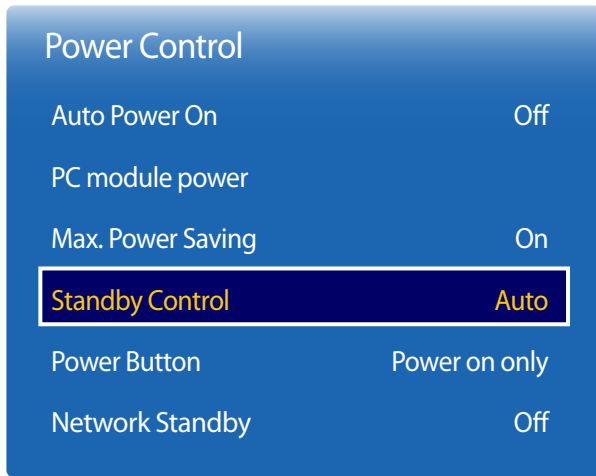 Power Control
Auto Power On Off
PC module power
Max. Power Saving On
Standby Control Auto
Power Button Power on only
Network Standby Off